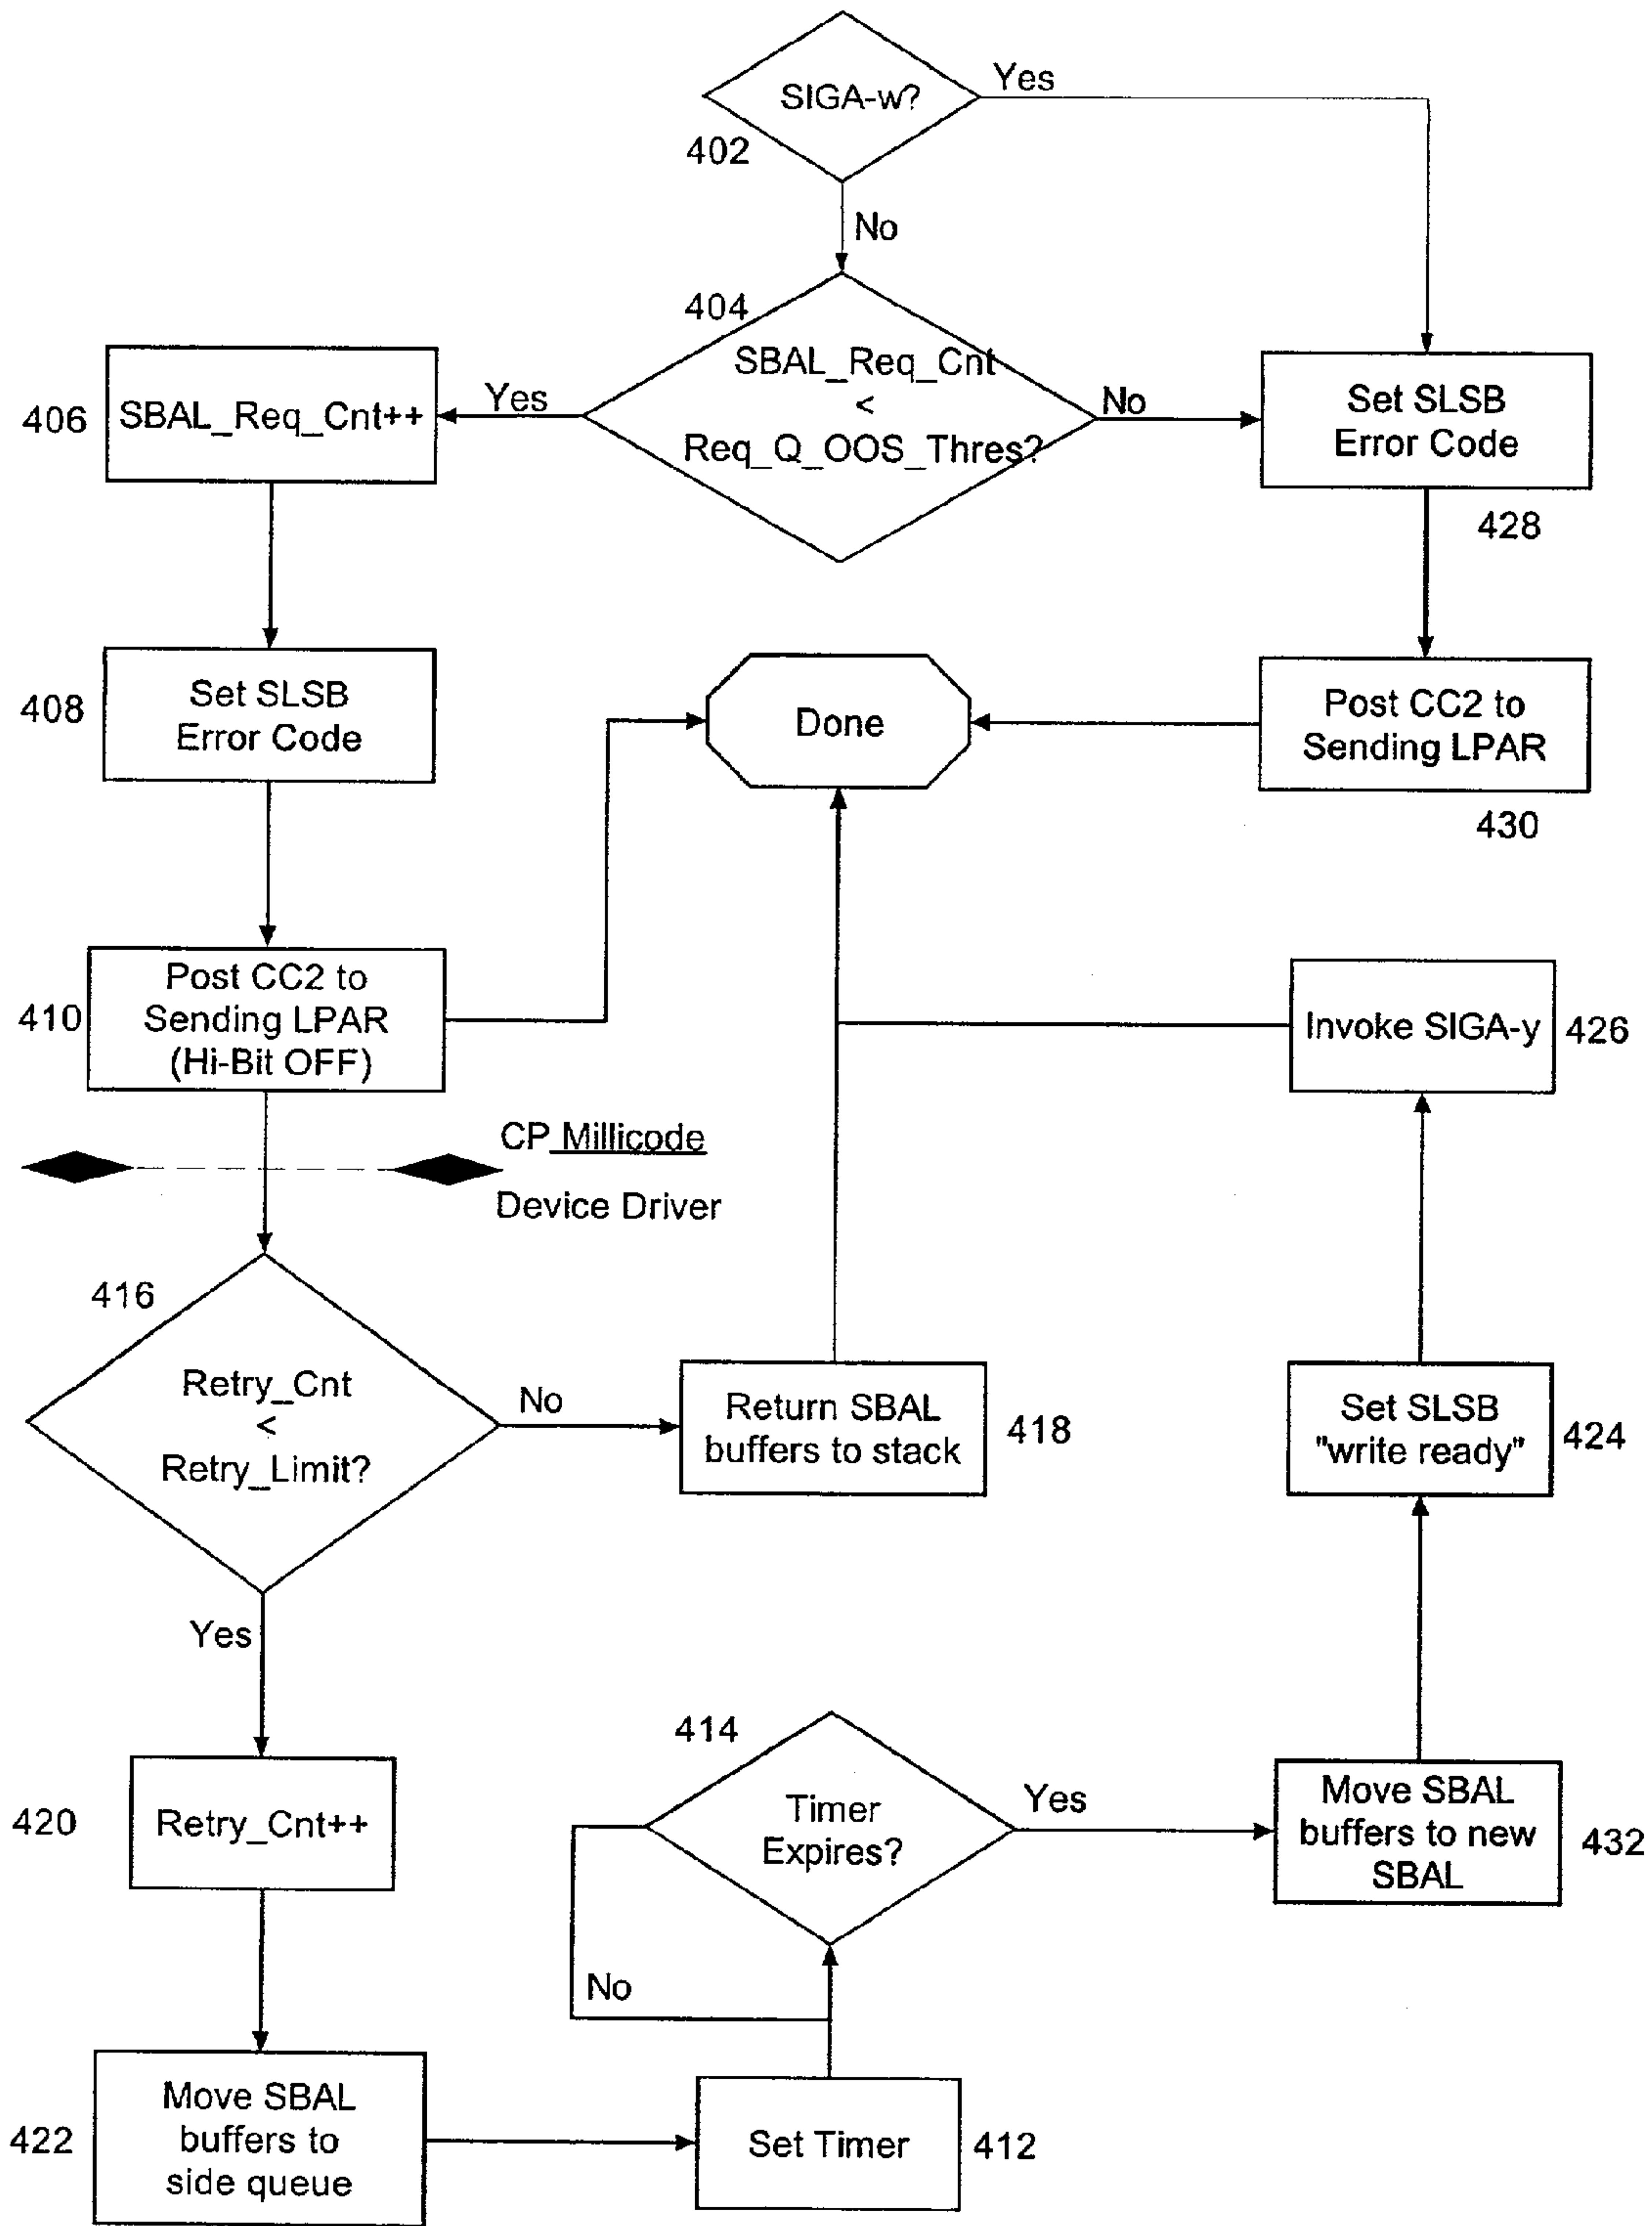 SIGA-w?
Yes
402
No
404
SBAL_Req_Cnt
<
Req_Q_OOS_Thres?
Yes
No
406
SBAL_Req_Cnt++
Set SLSB
Error Code
428
408
Set SLSB
Error Code
Done
Post CC2 to
Sending LPAR
430
410
Post CC2 to
Sending LPAR
(Hi-Bit OFF)
Invoke SIGA-y
426
CP Millicode
Device Driver
416
Retry_Cnt
<
Retry_Limit?
No
Return SBAL
buffers to stack
418
Set SLSB
"write ready"
424
Yes
414
Timer
Expires?
Yes
No
Move SBAL
buffers to new
SBAL
432
420
Retry_Cnt++
422
Move SBAL
buffers to
side queue
Set Timer
412